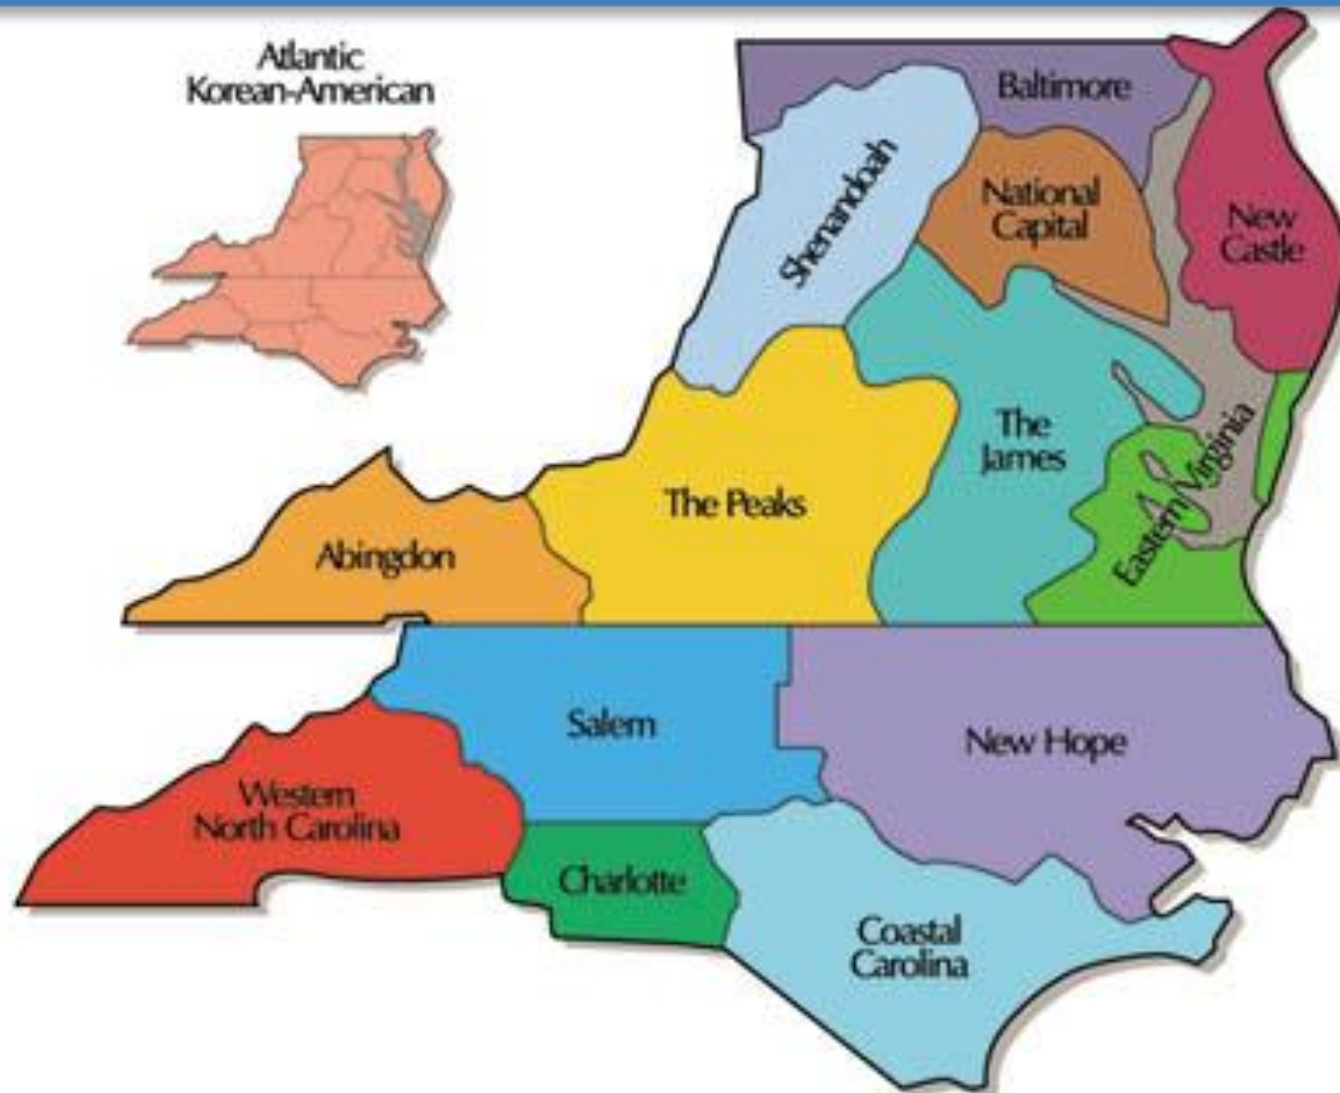 Atlantic
Korean-American
Baltimore
Shenandoah
National
Capital
New
Castle
The
James
Eastern Virginia
The Peaks
Abingdon
Salem
New Hope
Western
North Carolina
Charlotte
Coastal
Carolina